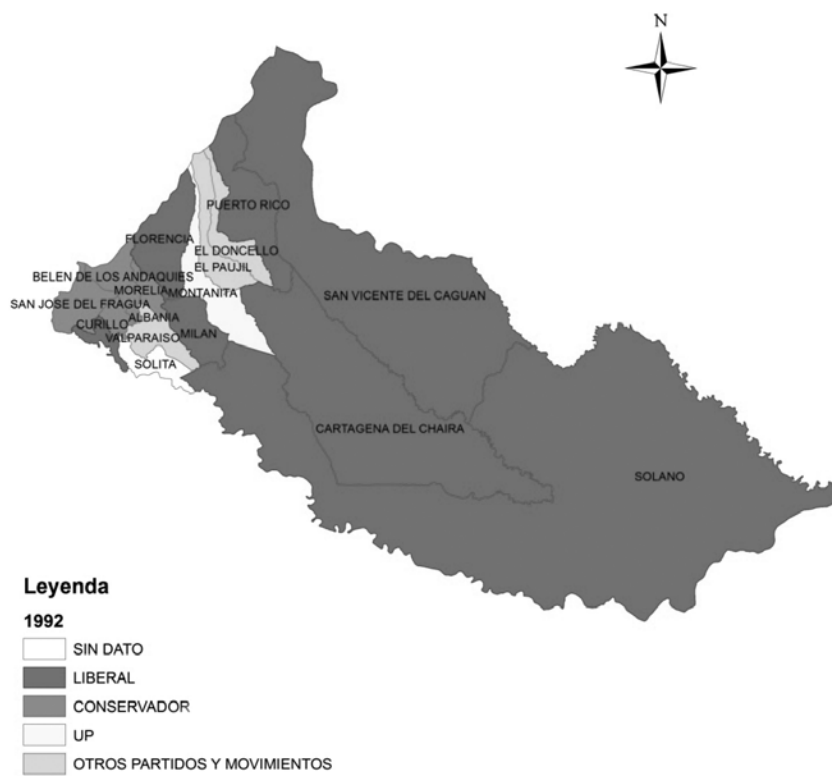 N
PUERTO RICO
FLORENCIA
EL DONCELLO
EL PAUJIL
BELEN DE LOS ANDAQUIES
MORELIA
MONTANITA
SAN VICENTE DEL CAGUAN
SAN JOSE DEL FRAGUA
ALBANIA
CURILLO
MILAN
VALPARAISO
SOLITA
CARTAGENA DEL CHAIRA
SOLANO
Leyenda
1992
SIN DATO
LIBERAL
CONSERVADOR
UP
OTROS PARTIDOS Y MOVIMIENTOS